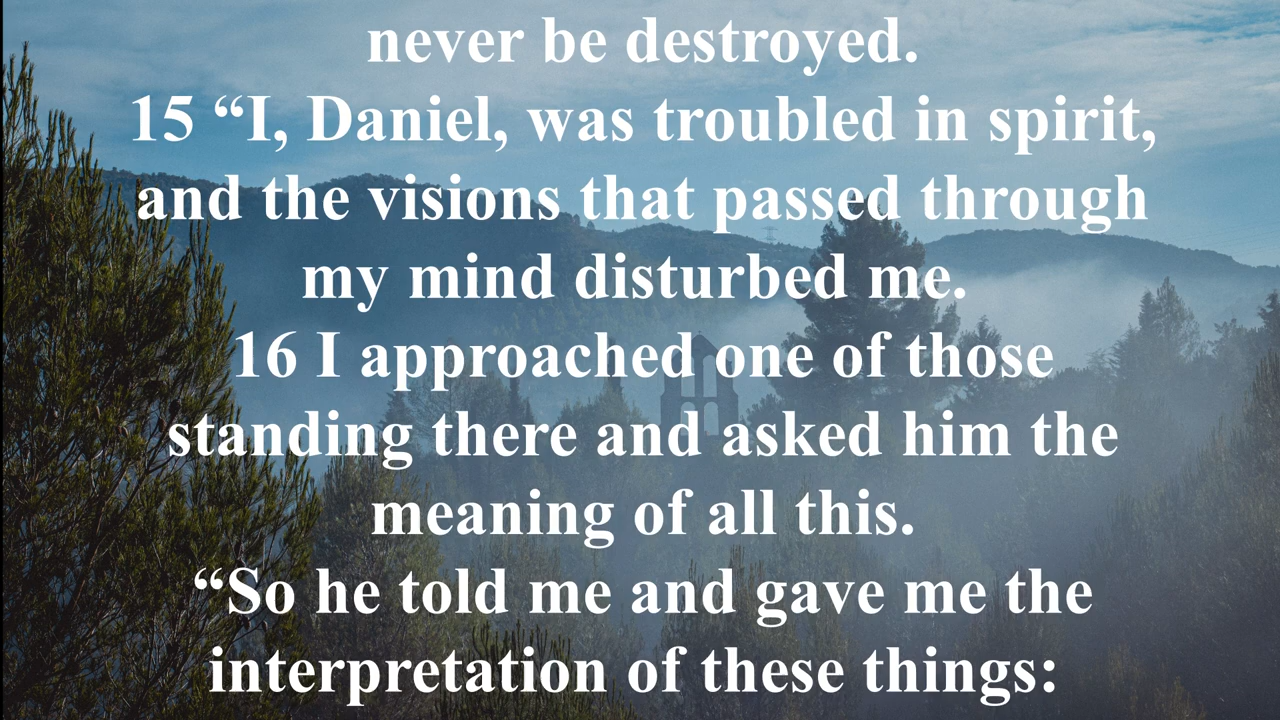 never be destroyed.
15 “I, Daniel, was troubled in spirit,
and the visions that passed through
my mind disturbed me.
16 I approached one of those
standing there and asked him the
meaning of all this.
“So he told me and gave me the
interpretation of these things: